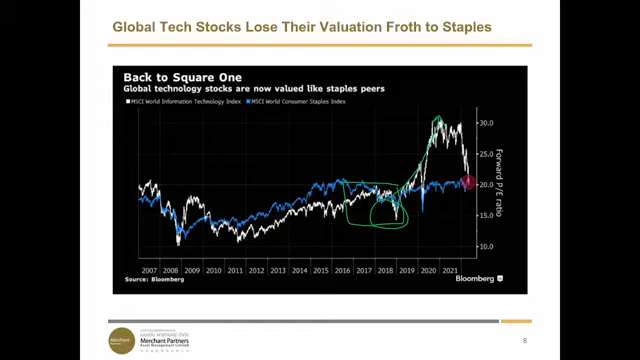 Global Tech Stocks Lose Their Valuation Froth to Staples
Back to Square One
Global technology stocks are now valued like staples peers
MSCI World Information Technology Index MSCI World Consumer Staples Index
30.0
25.0
20.0
15.0
10.0
Forward P/E ratio
2007 2008 2009 2010 2011 2012 2013 2014 2015 2016 2017 2018 2019 2020 2021
Source: Bloomberg
Bloomberg
Merchant
Merchant Partners
Asset Management Limited
8